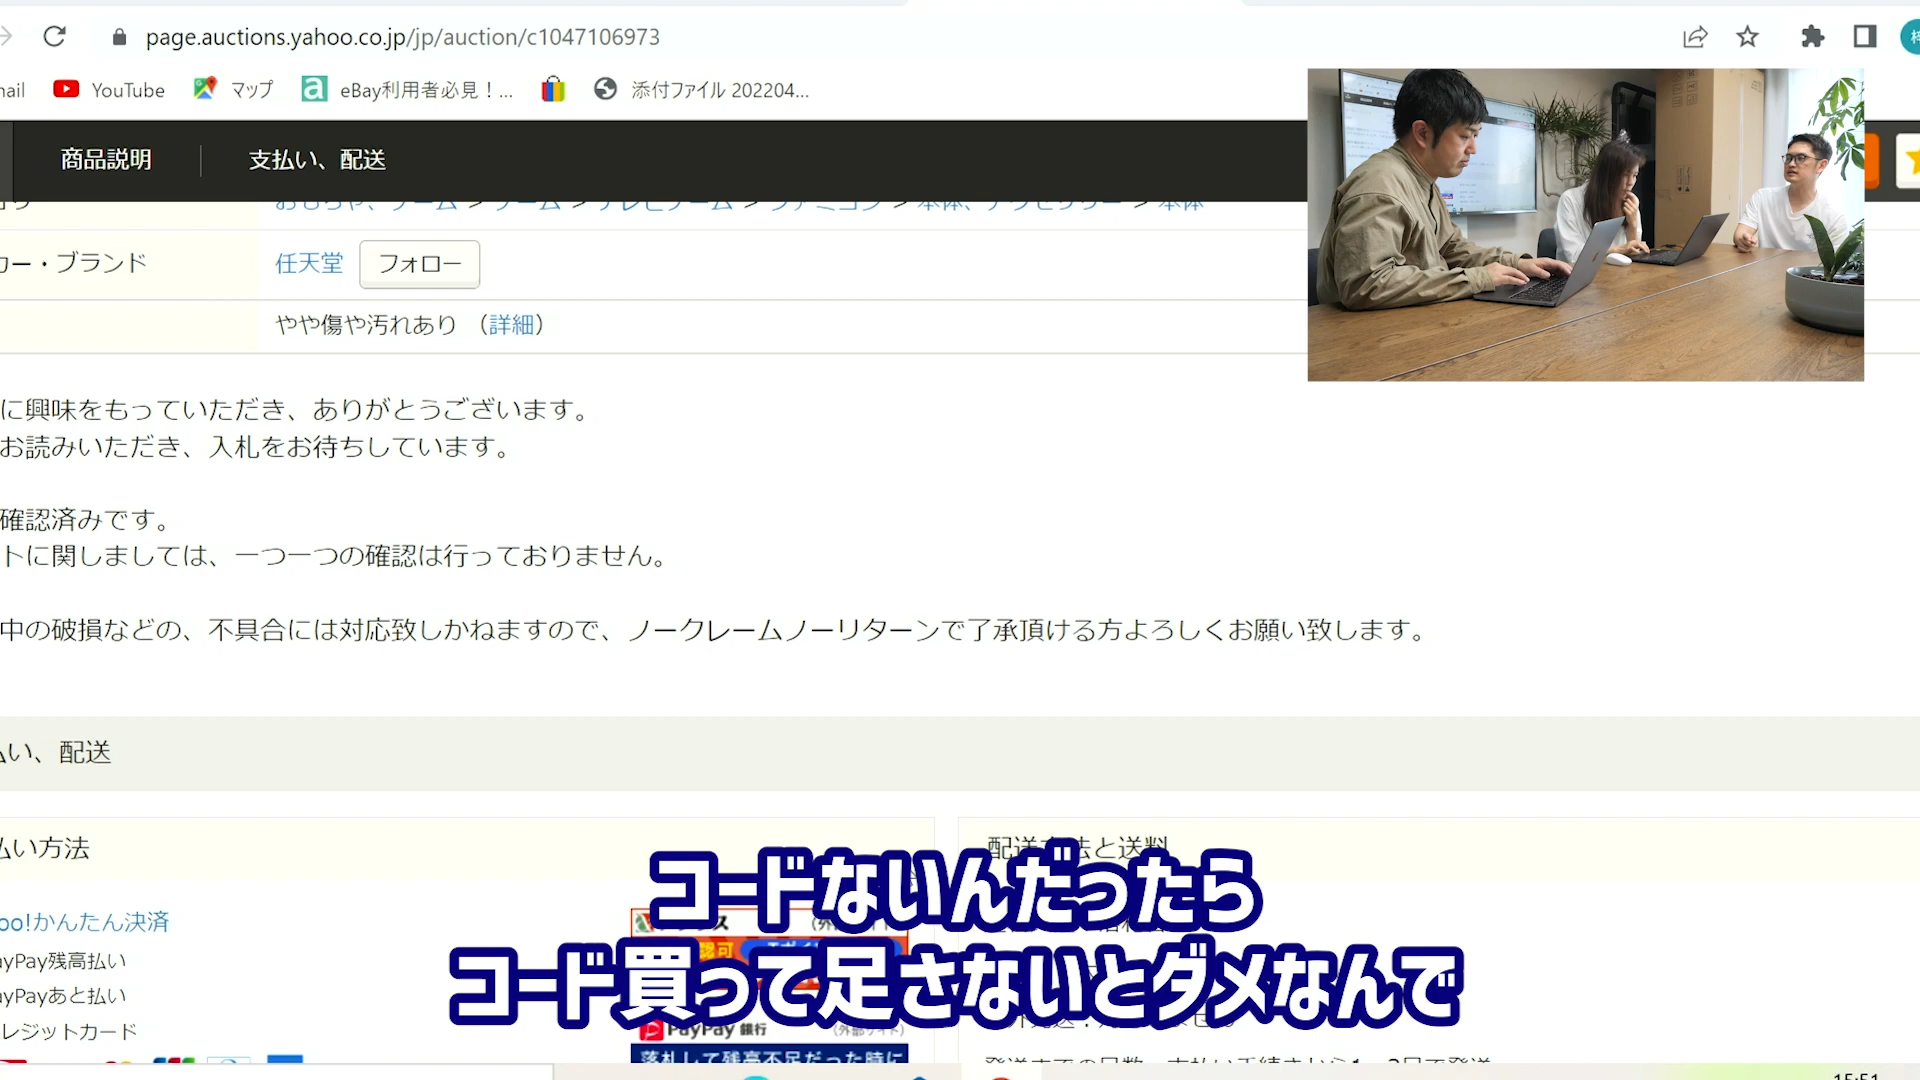 page.auctions.yahoo.co.jp/jp/auction/c1047106973
YouTube マップ eBay利用者必見！... 添付ファイル 202204...
商品説明 支払い、配送
カー・ブランド 任天堂 フォロー
やや傷や汚れあり （詳細）
に興味をもっていただき、ありがとうございます。
お読みいただき、入札をお待ちしています。
確認済みです。
トに関しましては、一つ一つの確認は行っておりません。
中の破損などの、不具合には対応致しかねますので、ノークレームノーリターンで了承頂ける方よろしくお願い致します。
い、配送
い方法
oo!かんたん決済
ayPay残高払い
ayPayあと払い
レジットカード
PayPay 銀行
コードないんだったら
コード買って足さないとダメなんで